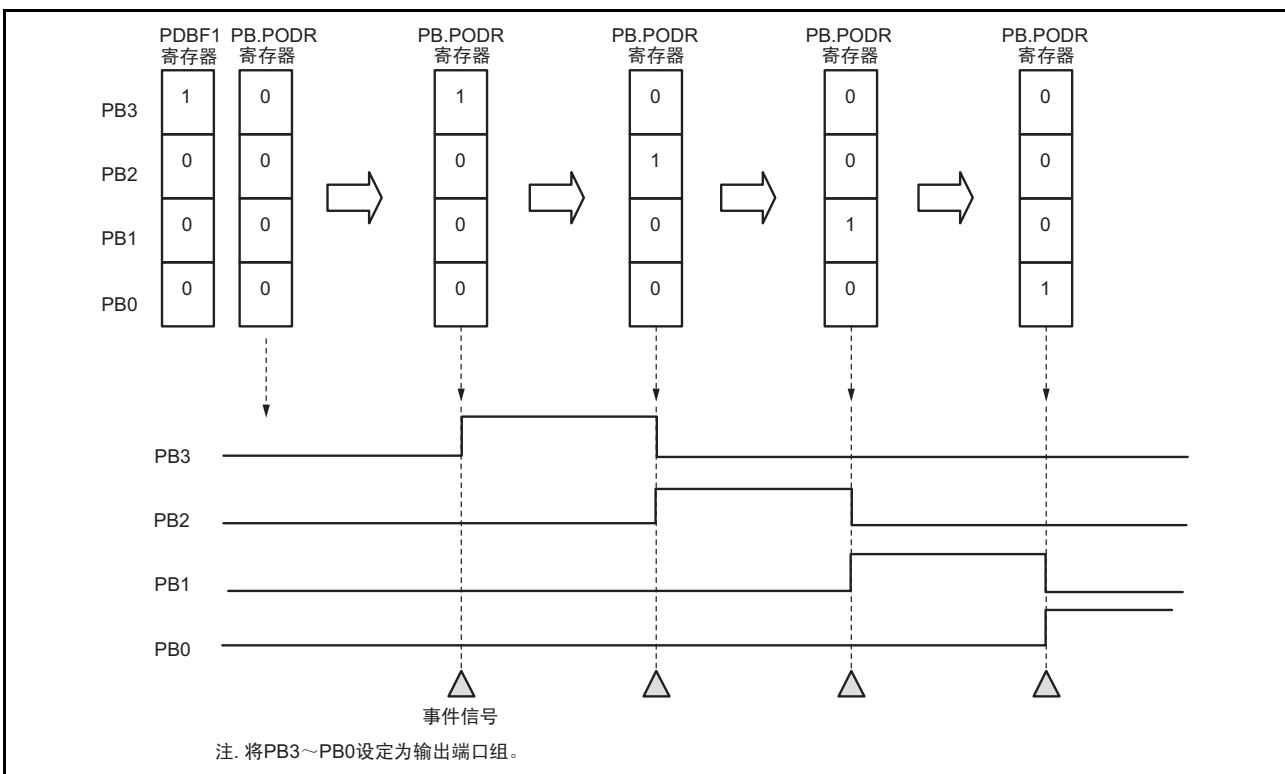 PDBF1 PB.PODR PB.PODR PB.PODR PB.PODR PB.PODR
寄存器 寄存器 寄存器 寄存器 寄存器 寄存器
PB3 1 0 1 0 0 0
PB2 0 0 0 1 0 0
PB1 0 0 0 0 1 0
PB0 0 0 0 0 0 1
PB3
PB2
PB1
PB0
事件信号
注. 将PB3～PB0设定为输出端口组。